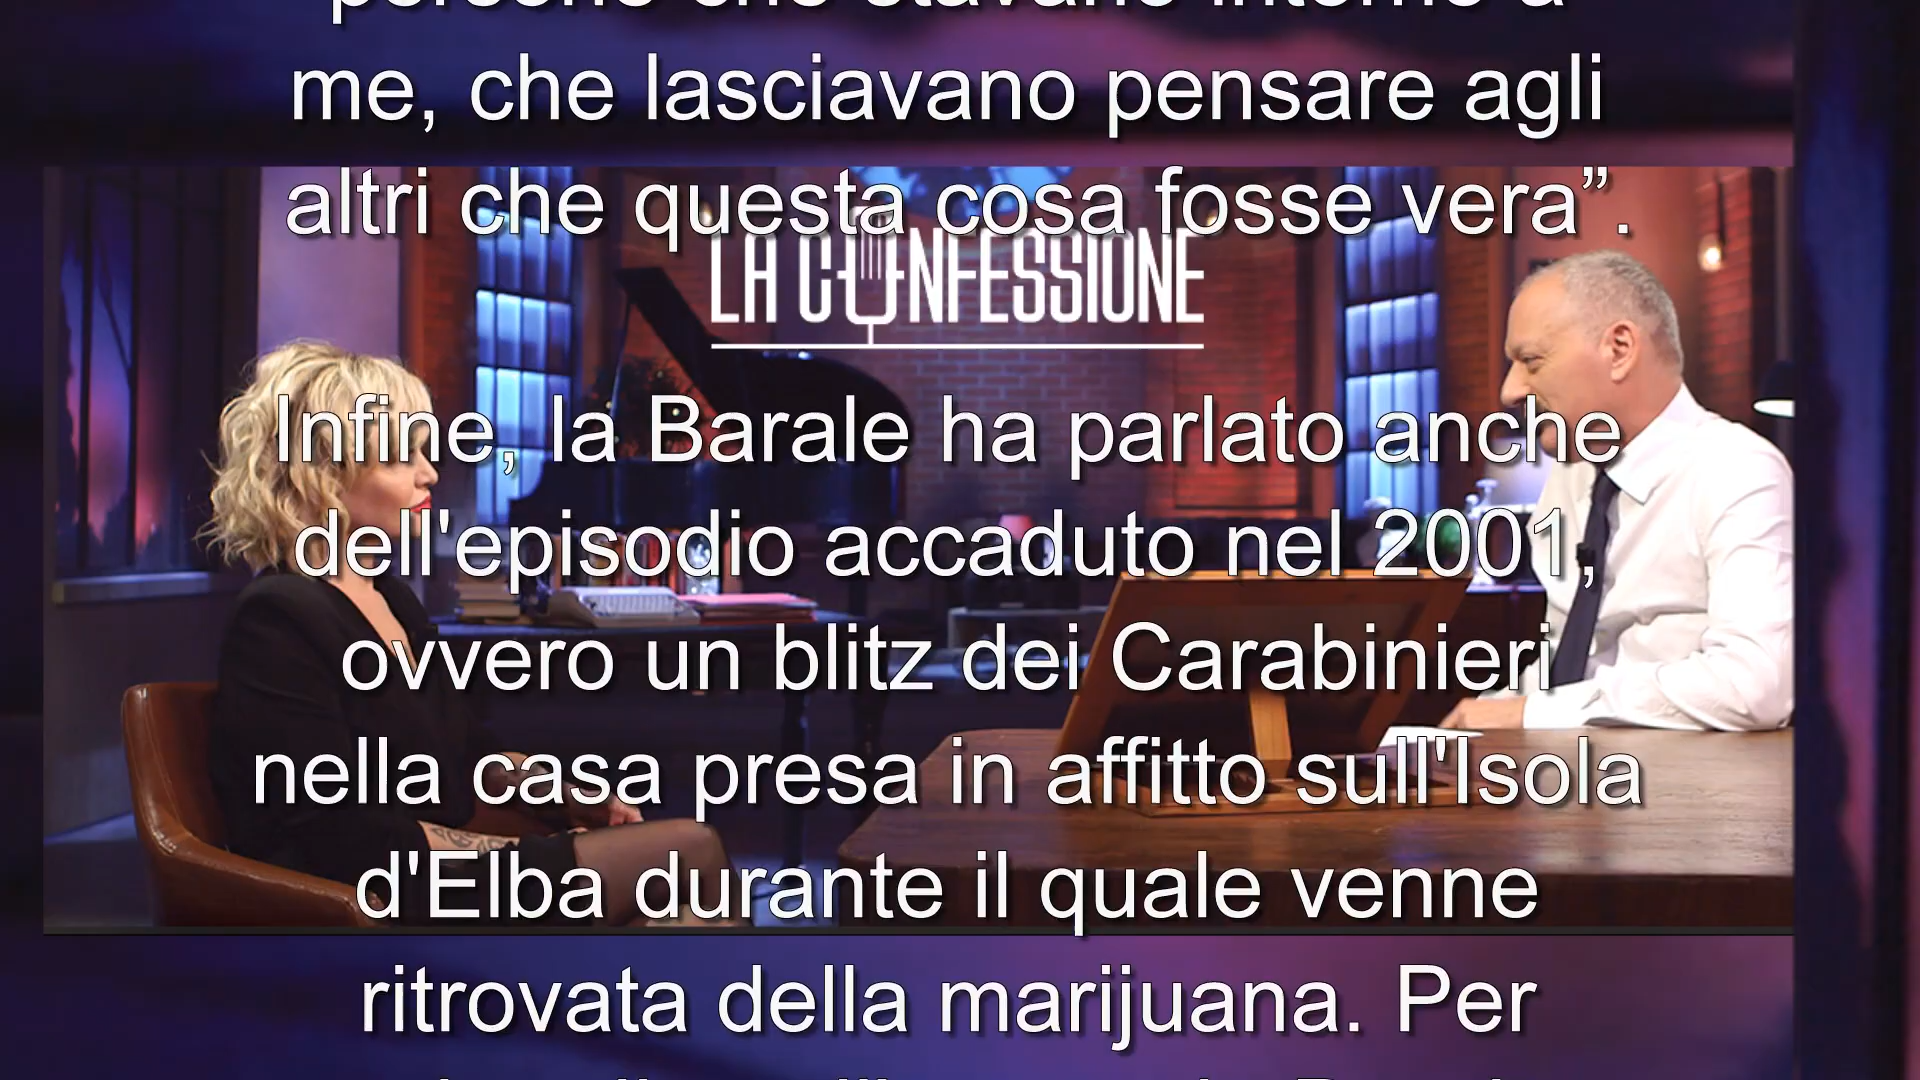 me, che lasciavano pensare agli
altri che questa cosa fosse vera”.
LA CONFESSIONE
Infine, la Barale ha parlato anche
dell'episodio accaduto nel 2001,
ovvero un blitz dei Carabinieri
nella casa presa in affitto sull'Isola
d'Elba durante il quale venne
ritrovata della marijuana. Per